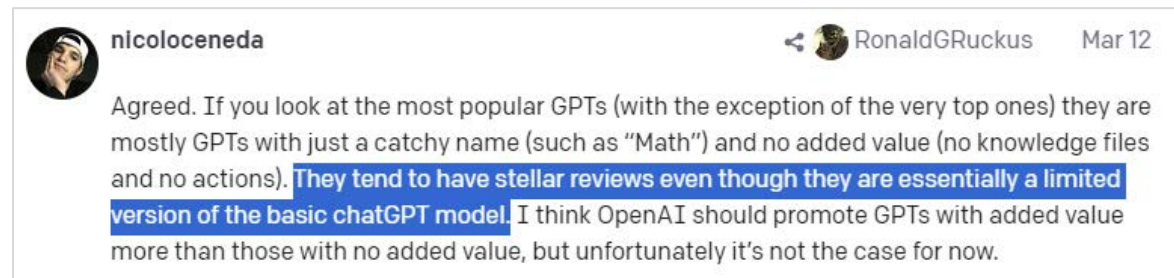 nicoloceneda
RonaldGRuckus
Mar 12
Agreed. If you look at the most popular GPTs (with the exception of the very top ones) they are
mostly GPTs with just a catchy name (such as “Math”) and no added value (no knowledge files
and no actions). They tend to have stellar reviews even though they are essentially a limited
version of the basic chatGPT model. I think OpenAI should promote GPTs with added value
more than those with no added value, but unfortunately it’s not the case for now.